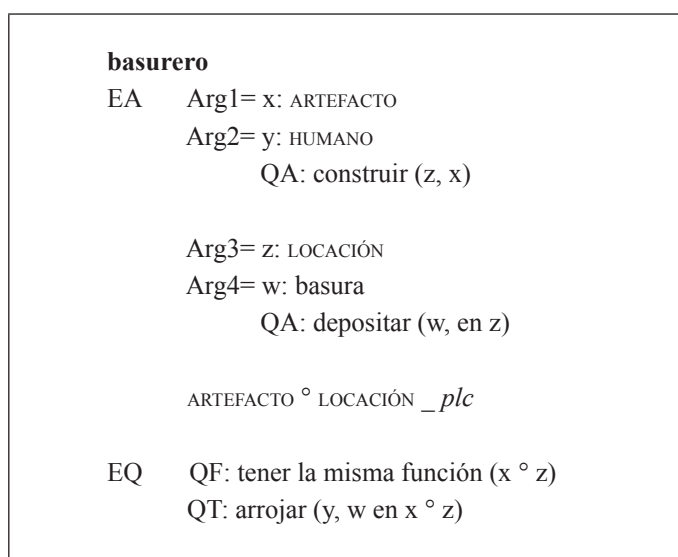 basurero
EA Arg1= x: ARTEFACTO
Arg2= y: HUMANO
QA: construir (z, x)
Arg3= z: LOCACIÓN
Arg4= w: basura
QA: depositar (w, en z)
ARTEFACTO ° LOCACIÓN _ plc
EQ QF: tener la misma función (x ° z)
QT: arrojar (y, w en x ° z)